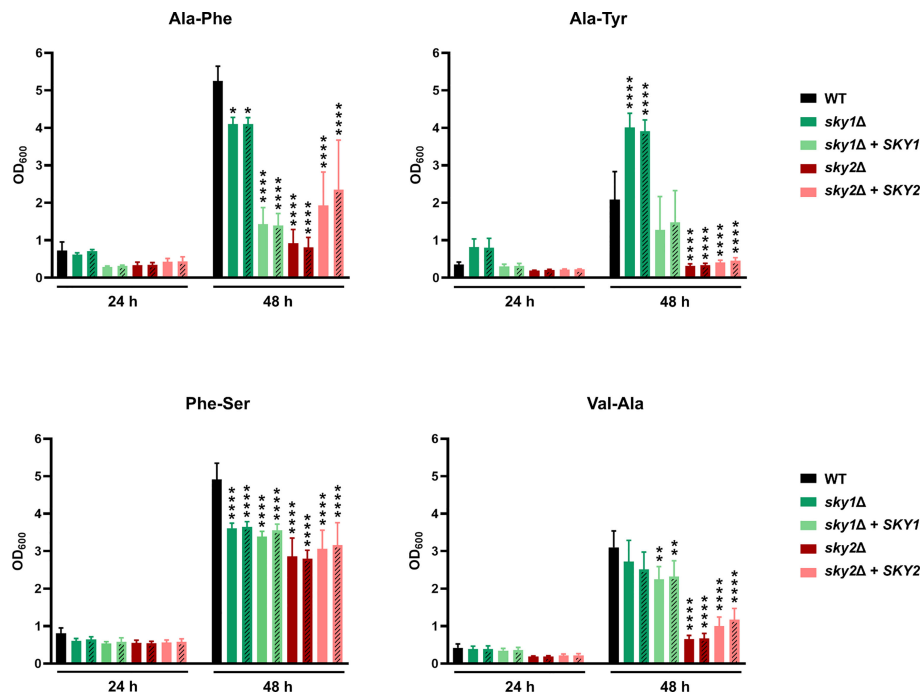 Ala-Phe
OD600
6
5
4
3
2
1
0
* * **** **** **** **** **** ****
24 h
48 h
Ala-Tyr
OD600
6
5
4
3
2
1
0
**** **** **** **** **** ****
24 h
48 h
WT
sky1Δ
sky1Δ + SKY1
sky2Δ
sky2Δ + SKY2
Phe-Ser
OD600
6
5
4
3
2
1
0
**** **** **** **** **** **** **** ****
24 h
48 h
Val-Ala
OD600
6
5
4
3
2
1
0
** ** **** **** **** ****
24 h
48 h
WT
sky1Δ
sky1Δ + SKY1
sky2Δ
sky2Δ + SKY2